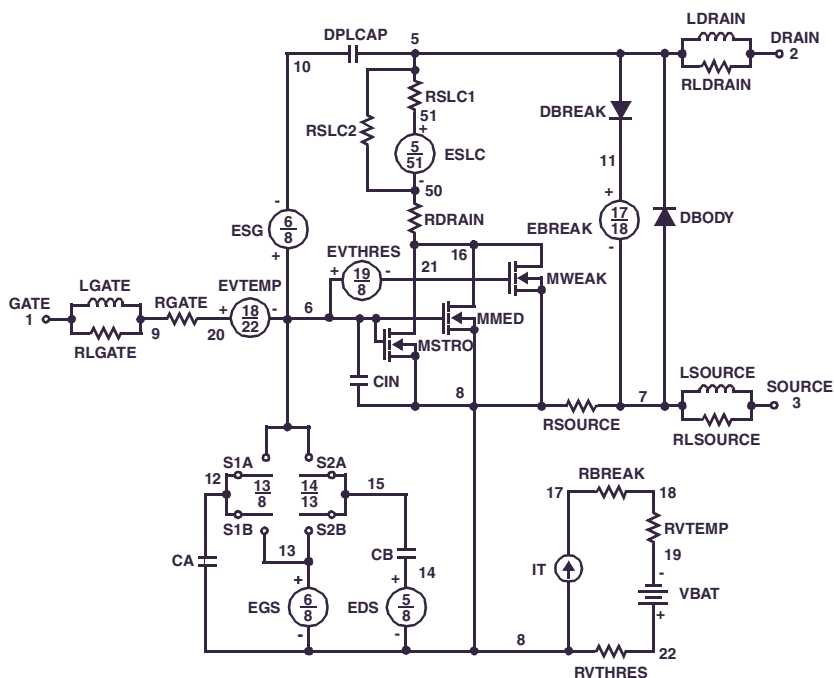 LDRAIN
DPLCAP 5 DRAIN
10 2
RSLC1 RLDRAIN
51
RSLC2 + DBREAK
5
51 ESLC
11
-
50
- + 
ESG 6
8 RDRAIN EBREAK 17
18 DBODY
+ EVTHRES 16 -
+ 19
8 - 21 MWEAK
LGATE EVTEMP
GATE RGATE + 18
22 - 6 MMED
1 9 20 MSTRO
RLGATE
CIN LSOURCE
8 7 SOURCE
RSOURCE 3
RLSOURCE
12 S1A S2A
13
8 14
13 15 17 RBREAK 18
S1B S2B RVTEMP
13 CB 19
CA 14 IT -
+ + VBAT
EGS 6
8 EDS 5
8 +
- - 8 22
RVTHRES